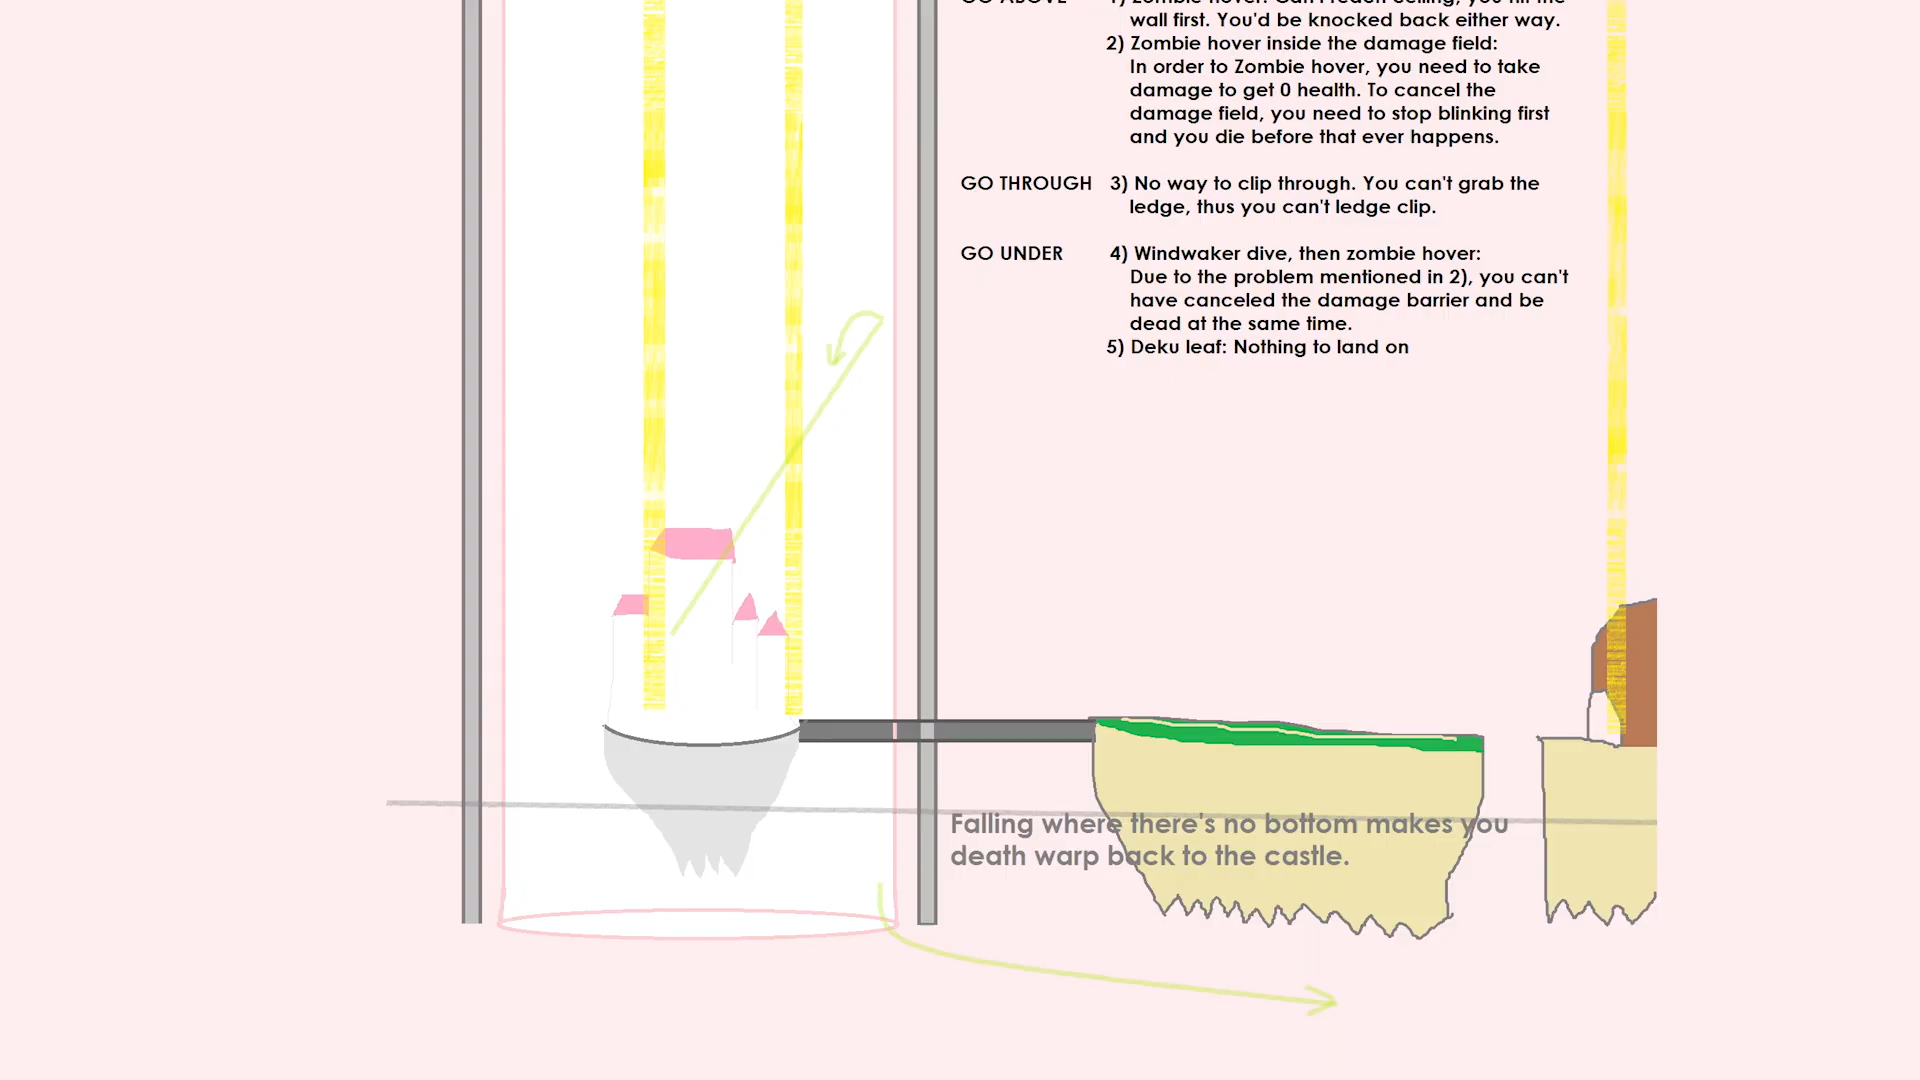 wall first. You'd be knocked back either way.
2) Zombie hover inside the damage field:
In order to Zombie hover, you need to take
damage to get 0 health. To cancel the
damage field, you need to stop blinking first
and you die before that ever happens.
GO THROUGH 3) No way to clip through. You can't grab the
ledge, thus you can't ledge clip.
GO UNDER 4) Windwaker dive, then zombie hover:
Due to the problem mentioned in 2), you can't
have canceled the damage barrier and be
dead at the same time.
5) Deku leaf: Nothing to land on
Falling where there's no bottom makes you
death warp back to the castle.